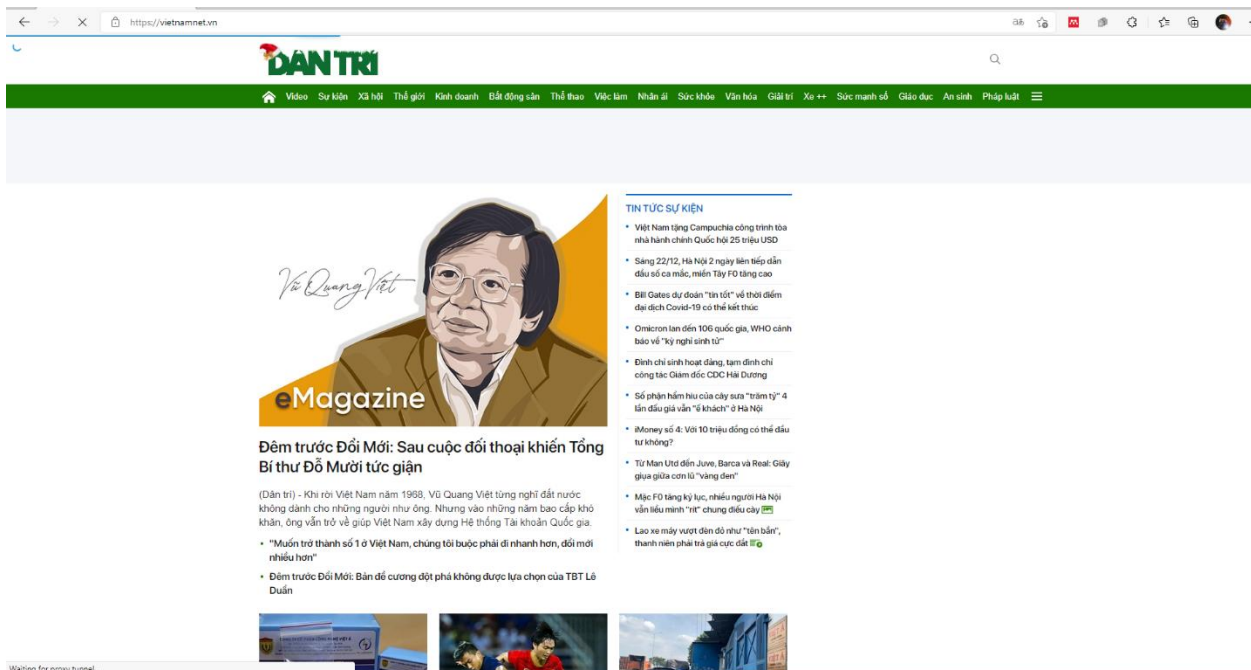 https://vietnamnet.vn
DÂN TRÍ
Video Sự kiện Xã hội Thế giới Kinh doanh Bất động sản Thể thao Việc làm Nhân ái Sức khỏe Văn hóa Giải trí Xe ++ Sức mạnh số Giáo dục An sinh Pháp luật
Vũ Quang Việt
eMagazine
Đêm trước Đổi Mới: Sau cuộc đối thoại khiến Tổng
Bí thư Đỗ Mười tức giận
(Dân trí) - Khi rời Việt Nam năm 1968, Vũ Quang Việt từng nghĩ đất nước
không dành cho những người như ông. Nhưng vào những năm bao cấp khó
khăn, ông vẫn trở về giúp Việt Nam xây dựng Hệ thống Tài khoản Quốc gia.
• "Muốn trở thành số 1 ở Việt Nam, chúng tôi buộc phải đi nhanh hơn, đổi mới
nhiều hơn"
• Đêm trước Đổi Mới: Bản đề cương đột phá không được lựa chọn của TBT Lê
Duẩn
TIN TỨC SỰ KIỆN
• Việt Nam tặng Campuchia công trình tòa
nhà hành chính Quốc hội 25 triệu USD
• Sáng 22/12, Hà Nội 2 ngày liên tiếp dẫn
đầu số ca mắc, miền Tây F0 tăng cao
• Bill Gates dự đoán "tin tốt" về thời điểm
đại dịch Covid-19 có thể kết thúc
• Omicron lan đến 106 quốc gia, WHO cảnh
báo về "kỳ nghỉ sinh tử"
• Đình chỉ sinh hoạt đảng, tạm đình chỉ
công tác Giám đốc CDC Hải Dương
• Số phận hẩm hiu của cây sưa "trăm tỷ" 4
lần đấu giá vẫn "ế khách" ở Hà Nội
• iMoney số 4: Với 10 triệu đồng có thể đầu
tư không?
• Từ Man Utd đến Juve, Barca và Real: Giãy
giụa giữa cơn lũ "vàng đen"
• Mặc F0 tăng kỷ lục, nhiều người Hà Nội
vẫn liều mình "rít" chung điếu cày
• Lao xe máy vượt đèn đỏ như "tên bắn",
thanh niên phải trả giá cực đắt
Waiting for proxy tunnel